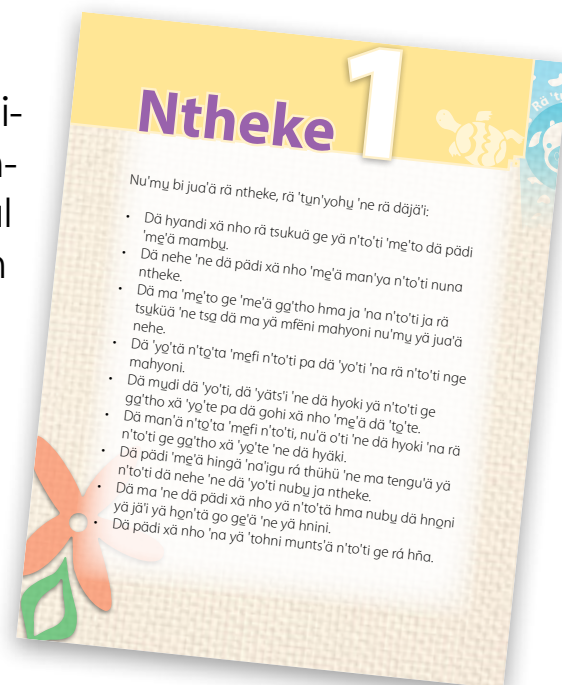 i-
Ntheke 1
Rä 'tu
Nu'mu̱ bi jua'ä rä ntheke, rä 'tu̱n'yohu̱ 'ne rä däjä'i:
• Dä hyandi xä nho rä tsukuä ge yä n'to'ti 'me̱'to dä pädi
'me̱'ä mambu̱.
• Dä nehe 'ne dä pädi xä nho 'me̱'ä man'ya n'to'ti nuna
ntheke.
• Dä ma 'me̱'to ge 'me'ä go̱'tho hma ja 'na n'to'ti ja rä
tsu̱küä 'ne tso̱ dä ma yä mfëni mahyoni nu'mu̱ yä jua'ä
nehe.
• Dä 'yo̱'tä n'to̱'ta 'me̱fi n'to'ti pa dä 'yo'ti 'na rä n'to'ti nge
mahyoni.
• Dä mu̱di dä 'yo'ti, dä 'yäts'i 'ne dä hyoki yä n'to'ti ge
go̱'tho xä 'yo̱'te pa dä gohi xä nho 'me̱'ä dä 'to̱'te.
• Dä man'ä n'to̱'ta 'me̱fi n'to'ti, nu'ä o'ti 'ne dä hyoki 'na rä
n'to'ti ge go̱'tho xä 'yo̱'te 'ne dä hyäki.
• Dä pädi 'me̱'ä hingä 'na'igu rá thühü 'ne ma tengu'ä yä
n'to'ti dä nehe 'ne dä 'yo'ti nubu̱ ja ntheke.
• Dä ma 'ne dä pädi xä nho yä n'to'tä hma nubu̱ dä hno̱ni
yä jä'i yä ho̱n'tä go ge̱'ä 'ne yä hnini.
• Dä pädi xä nho 'na yä 'tohni mu̱nts'ä n'to'ti ge rá hña.